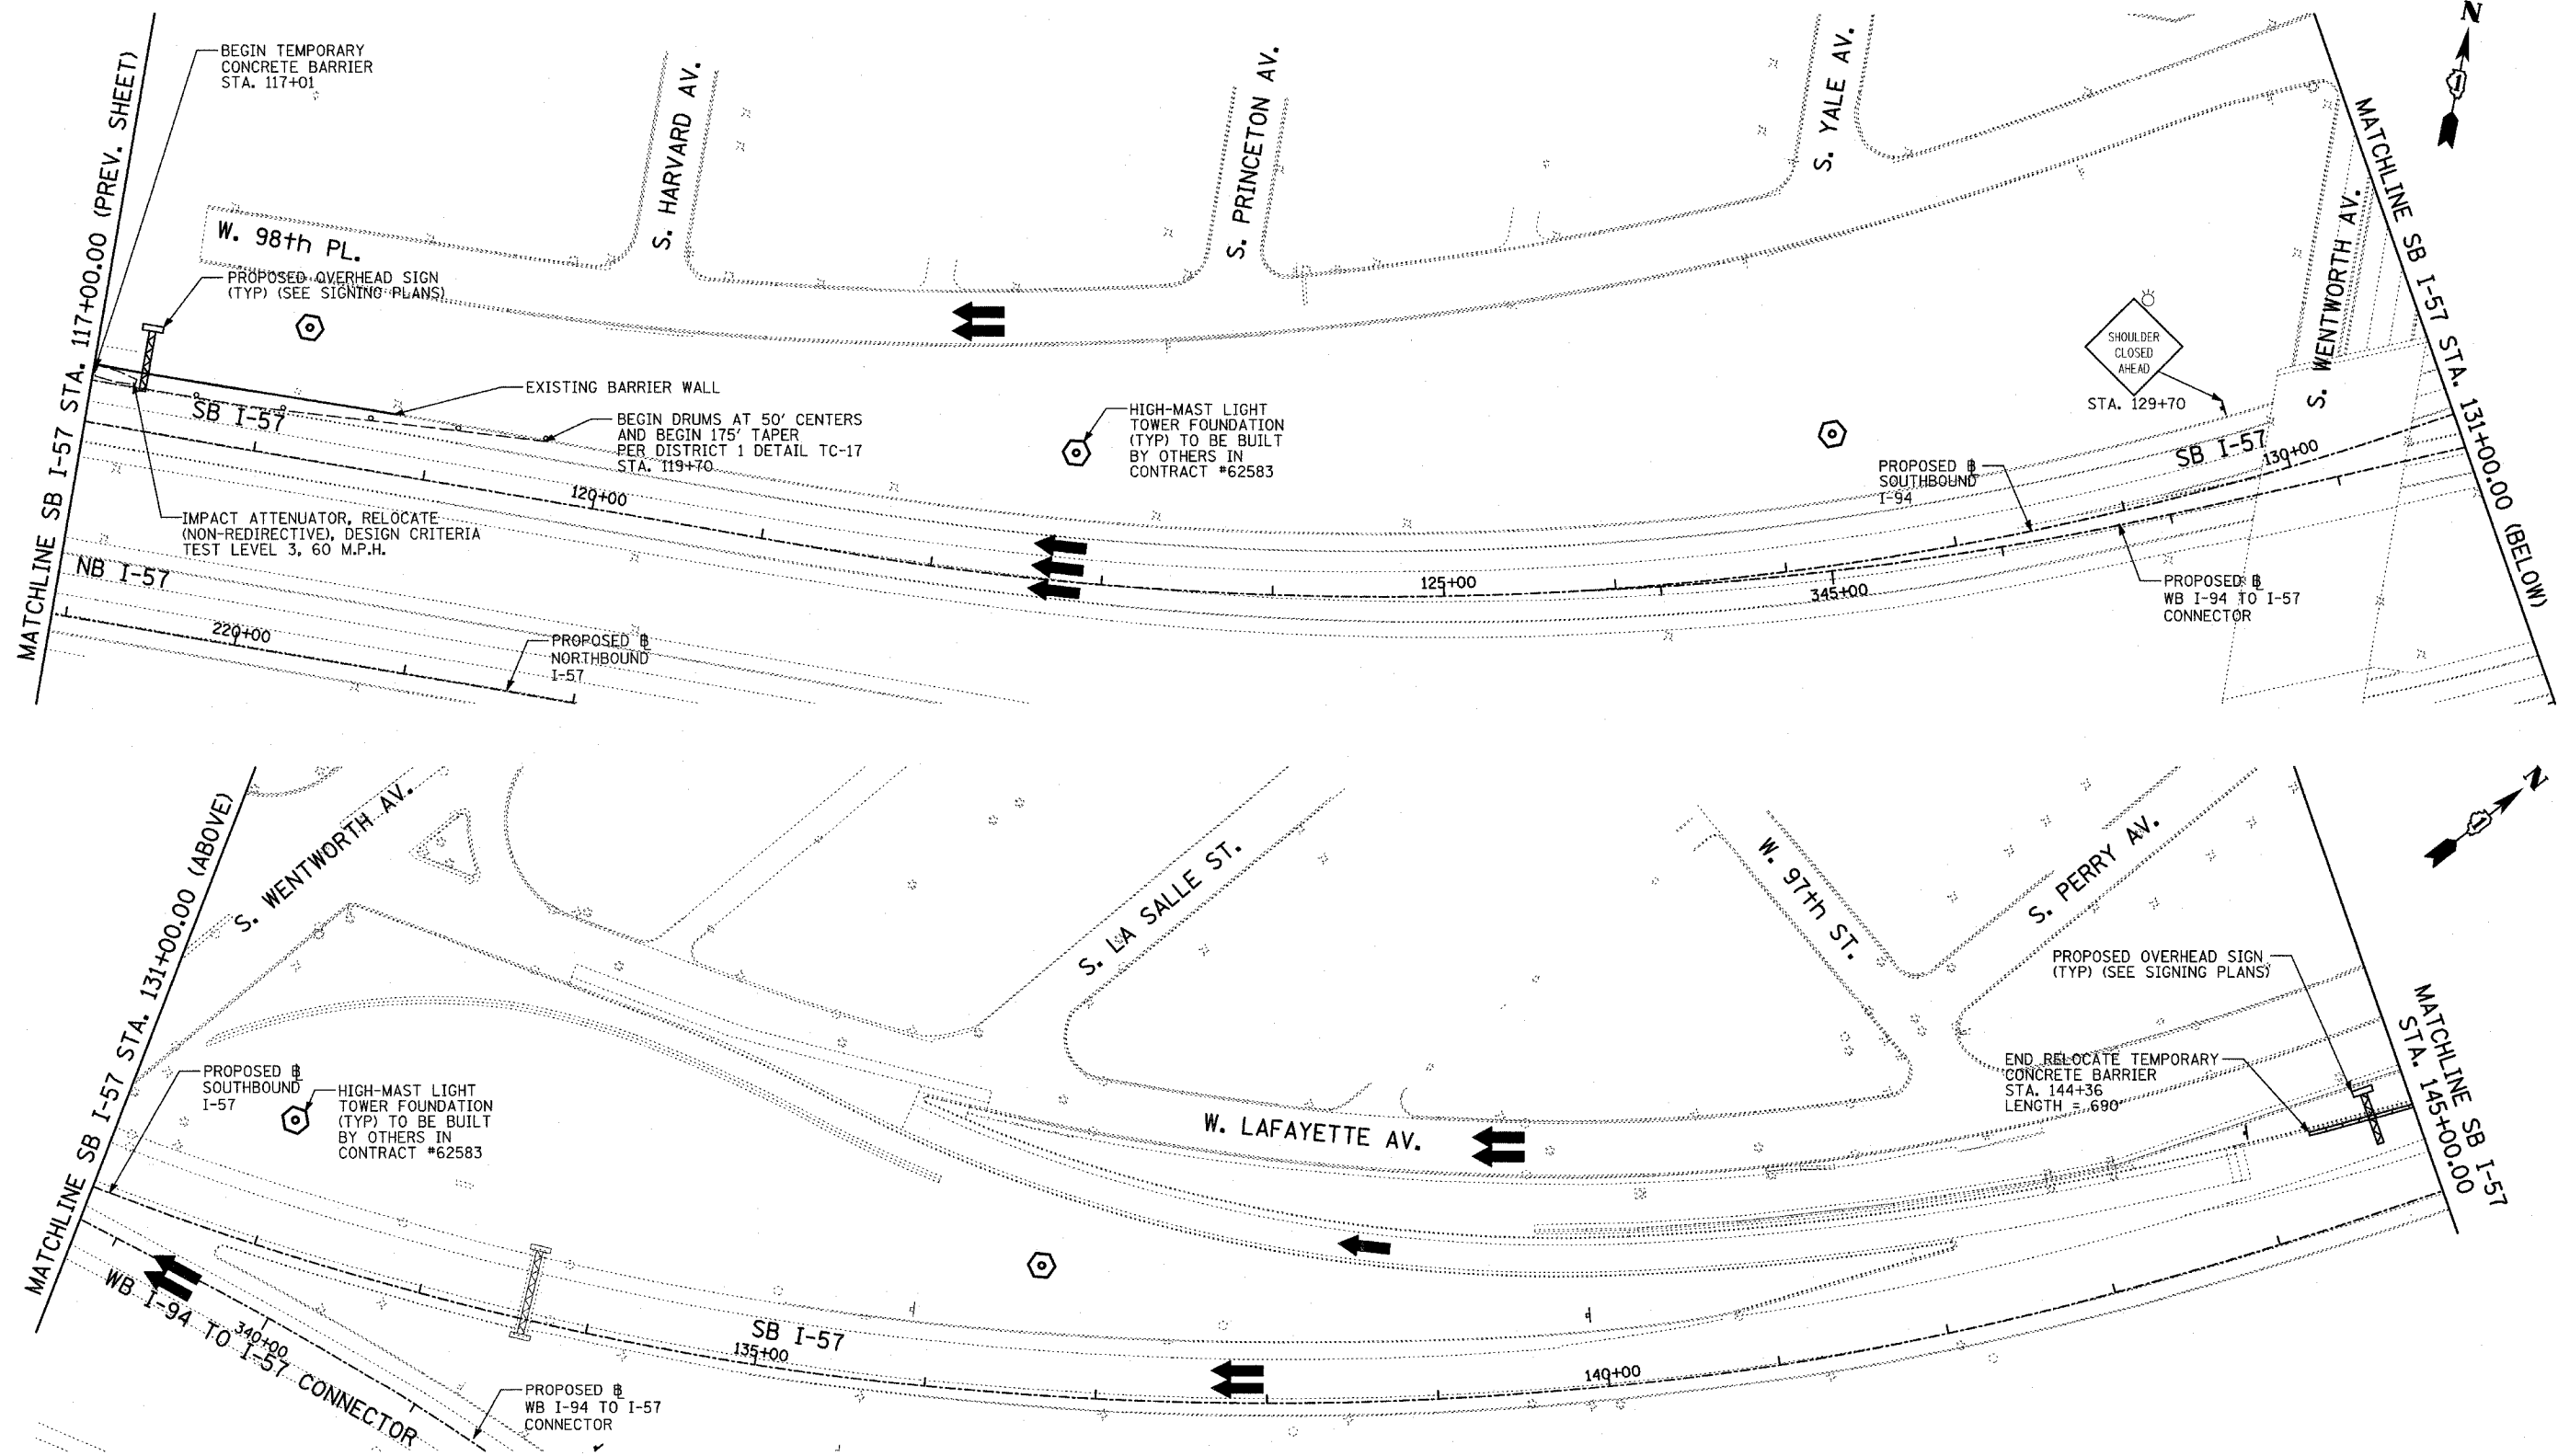 BEGIN TEMPORARY
CONCRETE BARRIER
STA. 117+01
MATCHLINE SB I-57 STA. 117+00.00 (PREV. SHEET)
W. 98th PL.
PROPOSED OVERHEAD SIGN
(TYP) (SEE SIGNING PLANS)
S. HARVARD AV.
S. PRINCETON AV.
S. YALE AV.
N
1
S. WENTWORTH AV.
MATCHLINE SB I-57 STA. 131+00.00 (BELOW)
SHOULDER
CLOSED
AHEAD
STA. 129+70
EXISTING BARRIER WALL
SB I-57
BEGIN DRUMS AT 50' CENTERS
AND BEGIN 175' TAPER
PER DISTRICT 1 DETAIL TC-17
STA. 119+70
HIGH-MAST LIGHT
TOWER FOUNDATION
(TYP) TO BE BUILT
BY OTHERS IN
CONTRACT #62583
PROPOSED BL
SOUTHBOUND
I-94
SB I-57
130+00
120+00
IMPACT ATTENUATOR, RELOCATE
(NON-REDIRECTIVE), DESIGN CRITERIA
TEST LEVEL 3, 60 M.P.H.
NB I-57
125+00
345+00
PROPOSED BL
WB I-94 TO I-57
CONNECTOR
220+00
PROPOSED BL
NORTHBOUND
I-57
MATCHLINE SB I-57 STA. 131+00.00 (ABOVE)
S. WENTWORTH AV.
S. LA SALLE ST.
W. 97th ST.
S. PERRY AV.
N
1
PROPOSED OVERHEAD SIGN
(TYP) (SEE SIGNING PLANS)
MATCHLINE SB I-57
STA. 145+00.00
END RELOCATE TEMPORARY
CONCRETE BARRIER
STA. 144+36
LENGTH = 690'
PROPOSED BL
SOUTHBOUND
I-57
HIGH-MAST LIGHT
TOWER FOUNDATION
(TYP) TO BE BUILT
BY OTHERS IN
CONTRACT #62583
W. LAFAYETTE AV.
WB I-94 TO I-57 CONNECTOR
340+00
SB I-57
135+00
140+00
PROPOSED BL
WB I-94 TO I-57
CONNECTOR